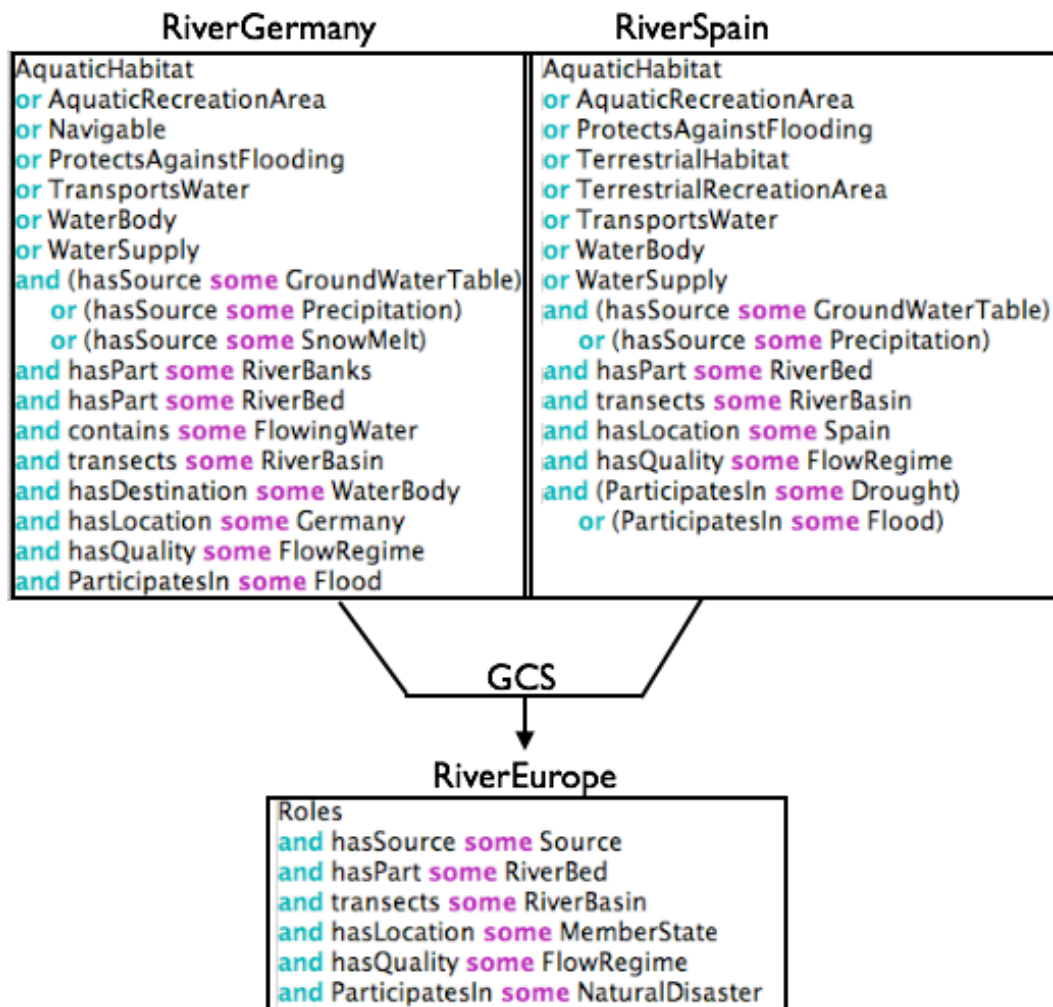 RiverGermany
AquaticHabitat
or AquaticRecreationArea
or Navigable
or ProtectsAgainstFlooding
or TransportsWater
or WaterBody
or WaterSupply
and (hasSource some GroundWaterTable)
or (hasSource some Precipitation)
or (hasSource some SnowMelt)
and hasPart some RiverBanks
and hasPart some RiverBed
and contains some FlowingWater
and transects some RiverBasin
and hasDestination some WaterBody
and hasLocation some Germany
and hasQuality some FlowRegime
and ParticipatesIn some Flood
RiverSpain
AquaticHabitat
or AquaticRecreationArea
or ProtectsAgainstFlooding
or TerrestrialHabitat
or TerrestrialRecreationArea
or TransportsWater
or WaterBody
or WaterSupply
and (hasSource some GroundWaterTable)
or (hasSource some Precipitation)
and hasPart some RiverBed
and transects some RiverBasin
and hasLocation some Spain
and hasQuality some FlowRegime
and (ParticipatesIn some Drought)
or (ParticipatesIn some Flood)
GCS
RiverEurope
Roles
and hasSource some Source
and hasPart some RiverBed
and transects some RiverBasin
and hasLocation some MemberState
and hasQuality some FlowRegime
and ParticipatesIn some NaturalDisaster